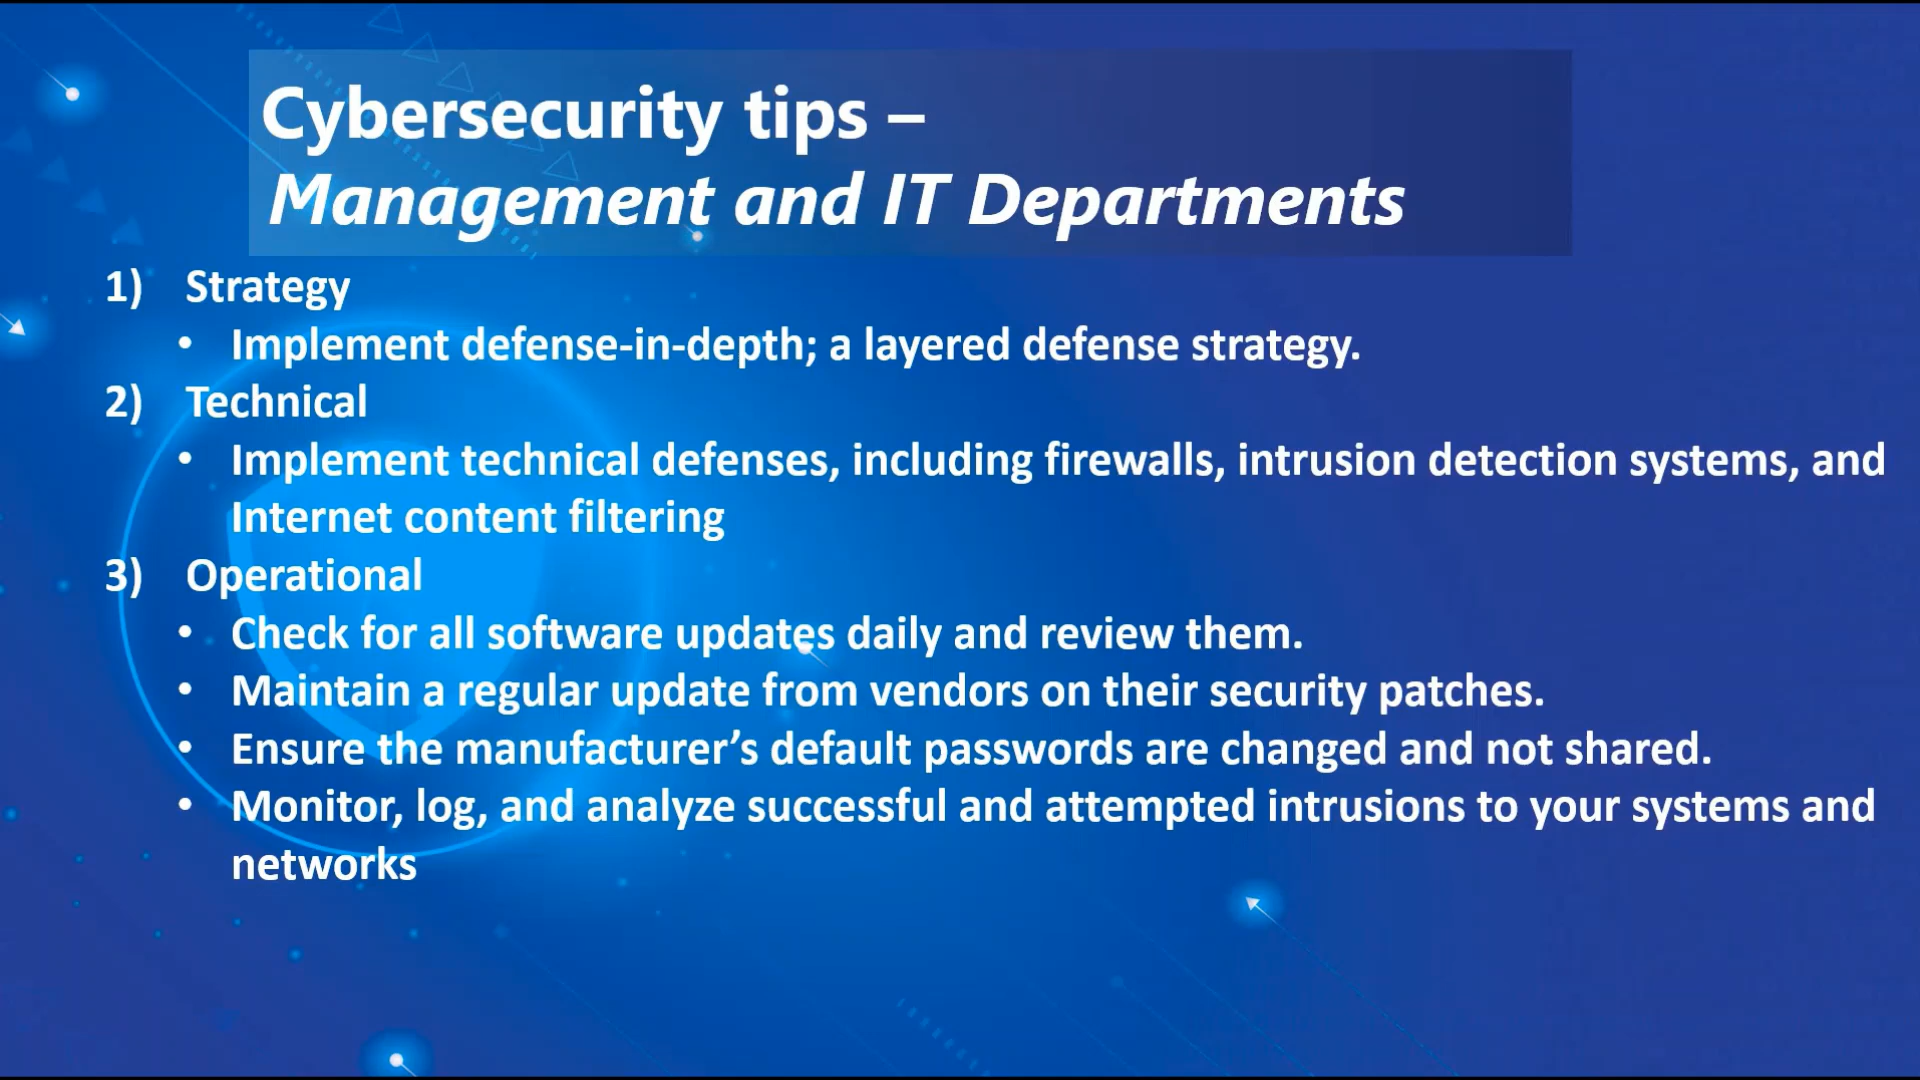 Cybersecurity tips –
Management and IT Departments
1) Strategy
• Implement defense-in-depth; a layered defense strategy.
2) Technical
• Implement technical defenses, including firewalls, intrusion detection systems, and
Internet content filtering
3) Operational
• Check for all software updates daily and review them.
• Maintain a regular update from vendors on their security patches.
• Ensure the manufacturer’s default passwords are changed and not shared.
• Monitor, log, and analyze successful and attempted intrusions to your systems and
networks